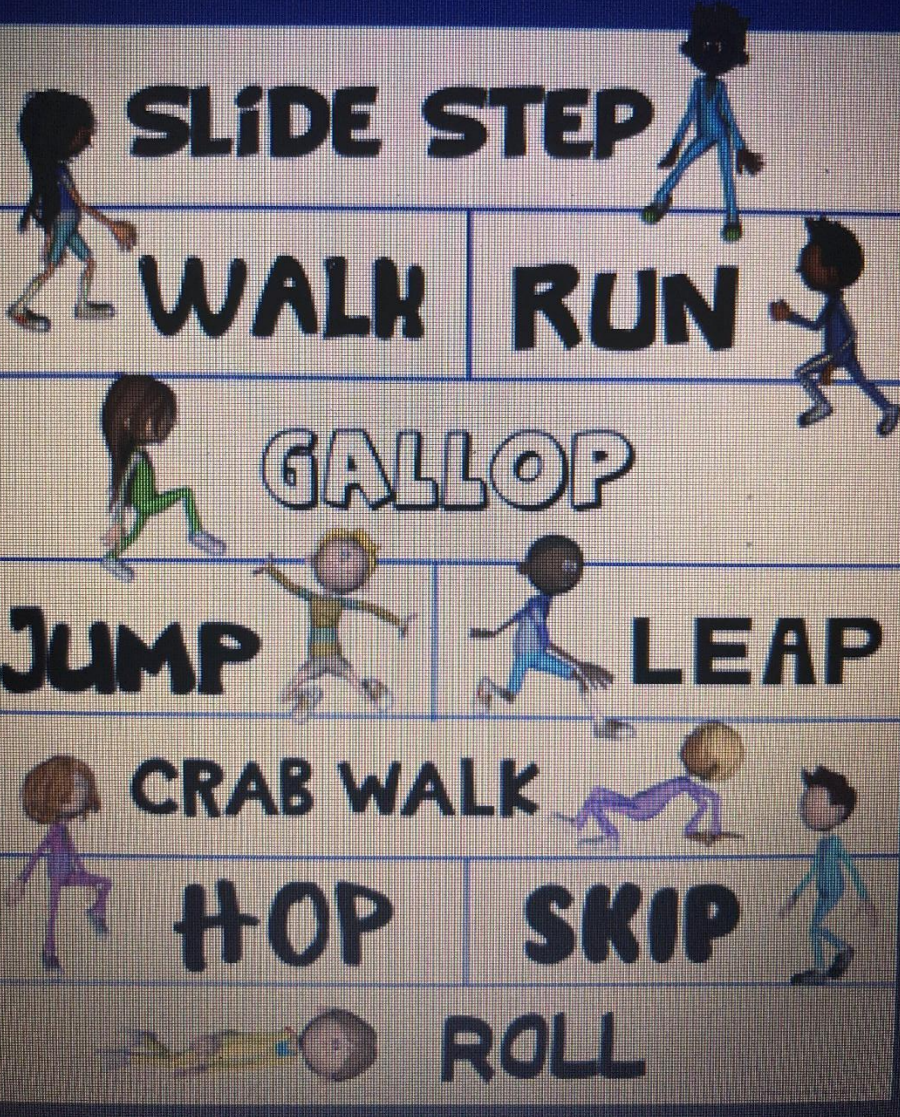 SLiDE STEP
WALK RUN
GALLOP
JUMP LEAP
CRAB WALK
HOP SKIP
ROLL